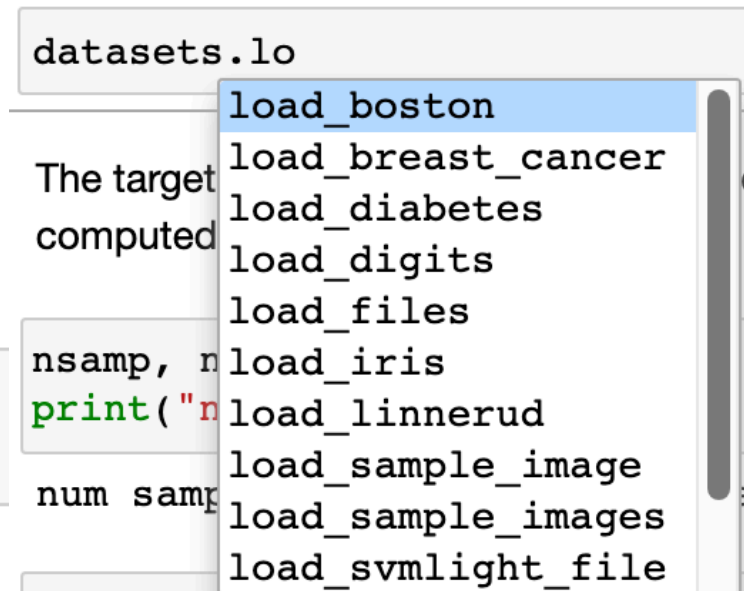 datasets.lo
load_boston
load_breast_cancer
The target
load_diabetes
computed
load_digits
load_files
nsamp,
load_iris
print("n
load_linnerud
load_sample_image
num samp
load_sample_images
load_svmlight_file